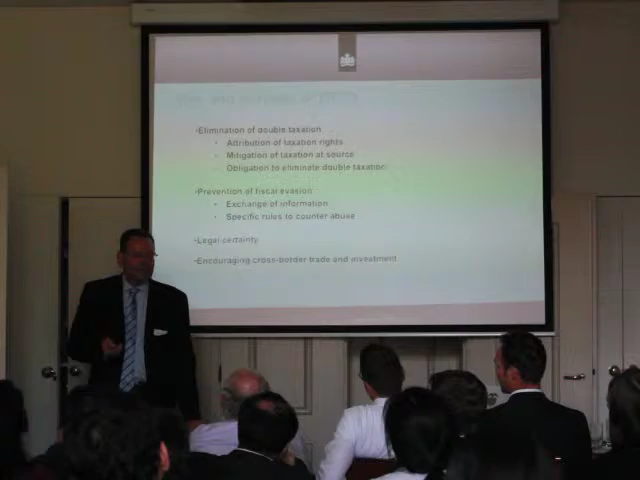 •Elimination of double taxation
• Attribution of taxation rights
• Mitigation of taxation at source
Obligation to eliminate double taxation
•Prevention of fiscal evasion
• Exchange of information
• Specific rules to counter abuse
•Legal certainty
•Encouraging cross-border trade and investment